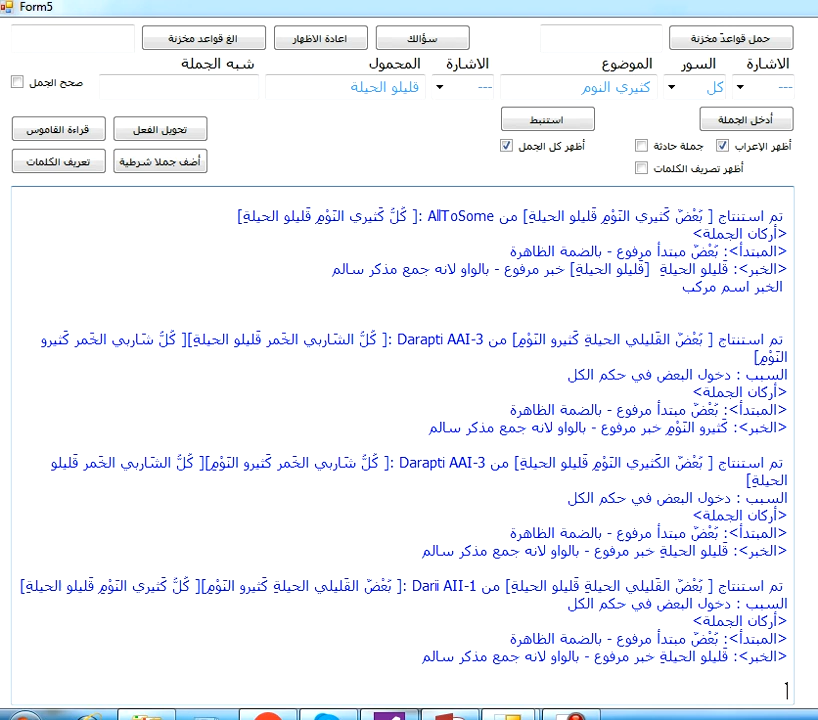 Form5
حمل قواعدّ مخزنة
سؤالك
اعادة الاظهار
الغ قواعد مخزنة
الاشارة السور الموضوع الاشارة المحمول شبه الجملة
--- كل كثيري النوم --- قليلو الحيلة صحح الجمل
أدخل الجملة استنبط تحويل الفعل قراءة القاموس
أظهر الإعراب جملة حادثة أظهر كل الجمل
أظهر تصريف الكلمات أضف جملا شرطية تعريف الكلمات
تم استنتاج [ بَعْضُ كَثيري النَوْمِ قَليلو الحيلةِ] من AllToSome :[ كُلُّ كَثيري النَوْمِ قَليلو الحيلةِ]
<أركان الجملة>
<المبتدأ>: بَعْضُ مبتدأ مرفوع - بالضمة الظاهرة
<الخبر>: قَليلو الحيلةِ [قَليلو الحيلةِ] خبر مرفوع - بالواو لانه جمع مذكر سالم
الخبر اسم مركب
تم استنتاج [ بَعْضُ القَليلي الحيلةِ كَثيرو النَوْمِ] من Darapti AAI-3 :[ كُلُّ الشاربي الخَمر قَليلو الحيلةِ][ كُلُّ شاربي الخَمر كَثيرو
النَوْمِ]
السبب : دخول البعض في حكم الكل
<أركان الجملة>
<المبتدأ>: بَعْضُ مبتدأ مرفوع - بالضمة الظاهرة
<الخبر>: كَثيرو النَوْمِ خبر مرفوع - بالواو لانه جمع مذكر سالم
تم استنتاج [ بَعْضُ الكَثيري النَوْمِ قَليلو الحيلةِ] من Darapti AAI-3 :[ كُلُّ شاربي الخَمر كَثيرو النَوْمِ][ كُلُّ الشاربي الخَمر قَليلو
الحيلةِ]
السبب : دخول البعض في حكم الكل
<أركان الجملة>
<المبتدأ>: بَعْضُ مبتدأ مرفوع - بالضمة الظاهرة
<الخبر>: قَليلو الحيلةِ خبر مرفوع - بالواو لانه جمع مذكر سالم
تم استنتاج [ بَعْضُ القَليلي الحيلةِ قَليلو الحيلةِ] من Darii AII-1 :[ بَعْضُ القَليلي الحيلةِ كَثيرو النَوْمِ][ كُلُّ كَثيري النَوْمِ قَليلو الحيلةِ]
السبب : دخول البعض في حكم الكل
<أركان الجملة>
<المبتدأ>: بَعْضُ مبتدأ مرفوع - بالضمة الظاهرة
<الخبر>: قَليلو الحيلةِ خبر مرفوع - بالواو لانه جمع مذكر سالم